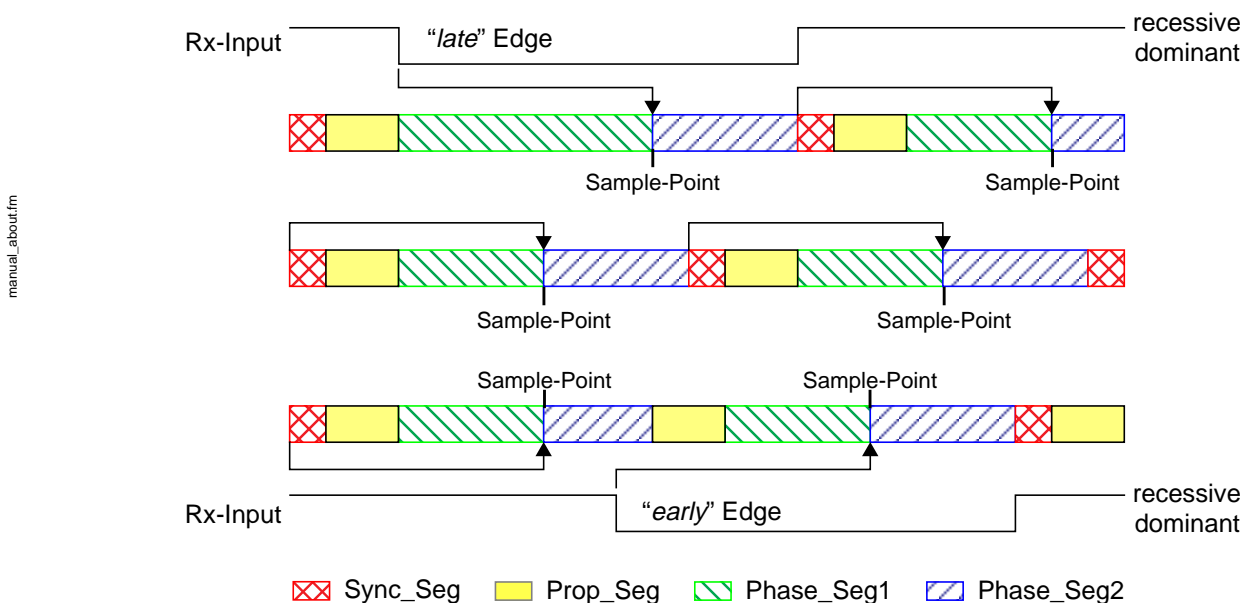 Rx-Input
“late” Edge
recessive
dominant
Sample-Point
Sample-Point
manual_about.fm
Sample-Point
Sample-Point
Sample-Point
Sample-Point
Rx-Input
“early” Edge
recessive
dominant
Sync_Seg
Prop_Seg
Phase_Seg1
Phase_Seg2